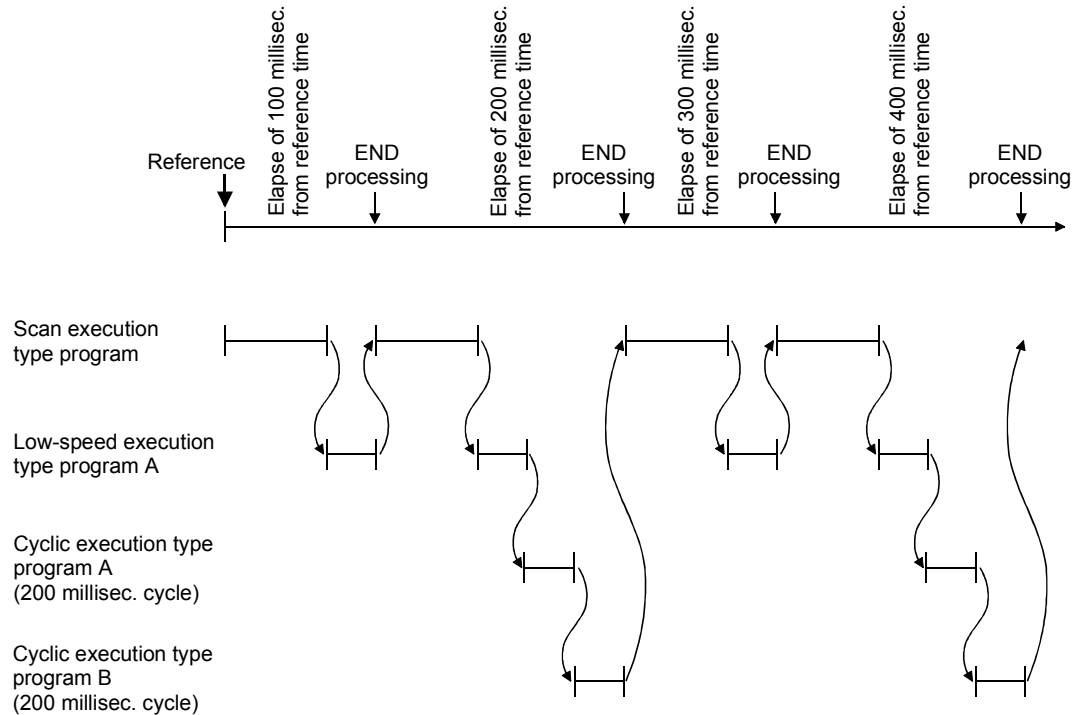 Elapse of 100 millisec.
from reference time
Elapse of 200 millisec.
from reference time
Elapse of 300 millisec.
from reference time
Elapse of 400 millisec.
from reference time
Reference
END
processing
END
processing
END
processing
END
processing
Scan execution
type program
Low-speed execution
type program A
Cyclic execution type
program A
(200 millisec. cycle)
Cyclic execution type
program B
(200 millisec. cycle)